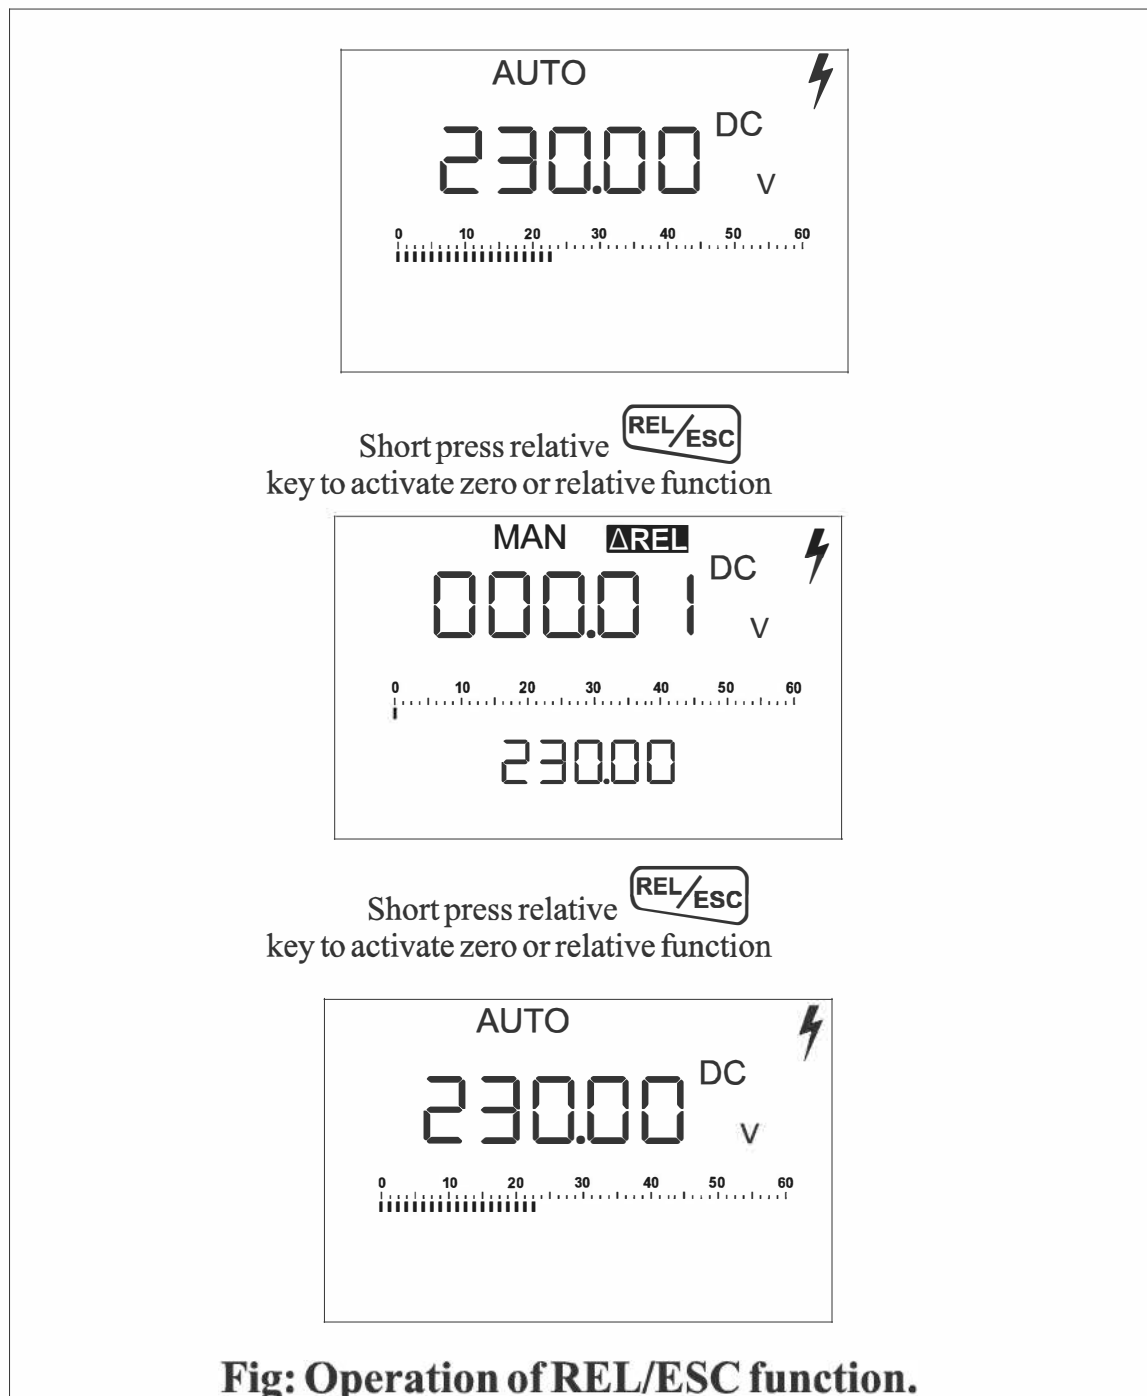 AUTO
230.00 DC V
0 10 20 30 40 50 60
Short press relative REL/ESC
key to activate zero or relative function
MAN ΔREL
000.01 DC V
0 10 20 30 40 50 60
230.00
Short press relative REL/ESC
key to activate zero or relative function
AUTO
230.00 DC V
0 10 20 30 40 50 60
Fig: Operation of REL/ESC function.